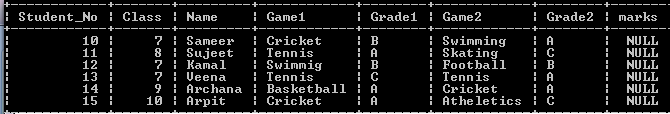 Student_No | Class | Name | Game1 | Grade1 | Game2 | Grade2 | marks
10 | 7 | Sameer | Cricket | B | Swimming | A | NULL
11 | 8 | Sujeet | Tennis | A | Skating | C | NULL
12 | 7 | Kamal | Swimmig | B | Football | B | NULL
13 | 7 | Veena | Tennis | C | Tennis | A | NULL
14 | 9 | Archana | Basketball | A | Cricket | A | NULL
15 | 10 | Arpit | Cricket | A | Atheletics | C | NULL